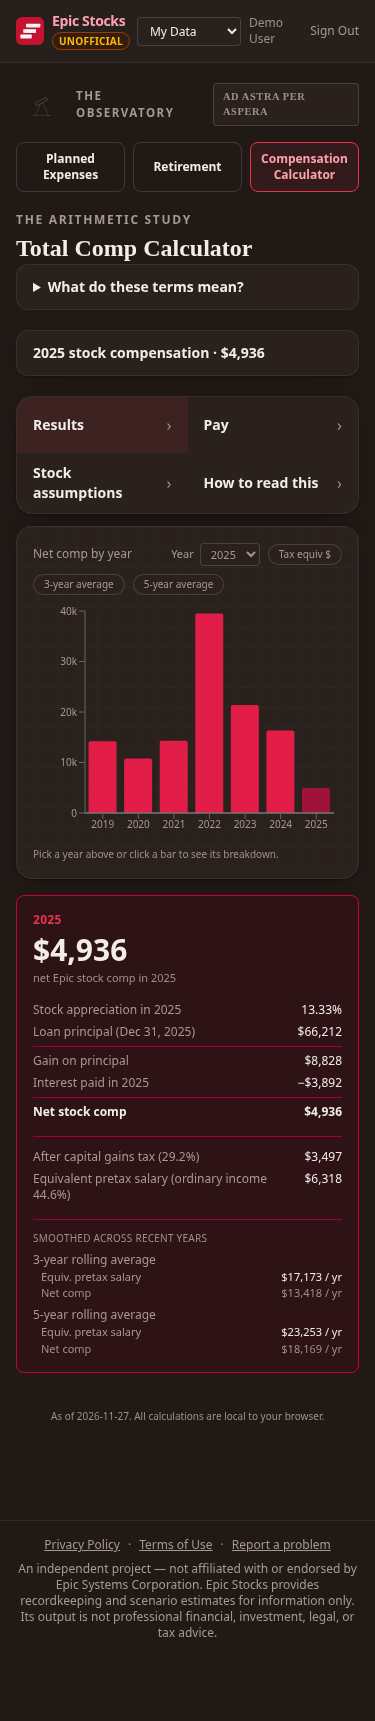 Epic Stocks
UNOFFICIAL
My Data
Demo User
Sign Out
THE OBSERVATORY
AD ASTRA PER ASPERA
Planned Expenses
Retirement
Compensation Calculator
THE ARITHMETIC STUDY
Total Comp Calculator
▶ What do these terms mean?
2025 stock compensation · $4,936
Results ›
Pay ›
Stock assumptions ›
How to read this ›
Net comp by year
Year 2025
Tax equiv $
3-year average
5-year average
40k
30k
20k
10k
0
2019 2020 2021 2022 2023 2024 2025
Pick a year above or click a bar to see its breakdown.
2025
$4,936
net Epic stock comp in 2025
Stock appreciation in 2025 13.33%
Loan principal (Dec 31, 2025) $66,212
Gain on principal $8,828
Interest paid in 2025 −$3,892
Net stock comp $4,936
After capital gains tax (29.2%) $3,497
Equivalent pretax salary (ordinary income 44.6%) $6,318
SMOOTHED ACROSS RECENT YEARS
3-year rolling average
Equiv. pretax salary $17,173 / yr
Net comp $13,418 / yr
5-year rolling average
Equiv. pretax salary $23,253 / yr
Net comp $18,169 / yr
As of 2026-11-27. All calculations are local to your browser.
Privacy Policy · Terms of Use · Report a problem
An independent project — not affiliated with or endorsed by
Epic Systems Corporation. Epic Stocks provides
recordkeeping and scenario estimates for information only.
Its output is not professional financial, investment, legal, or
tax advice.